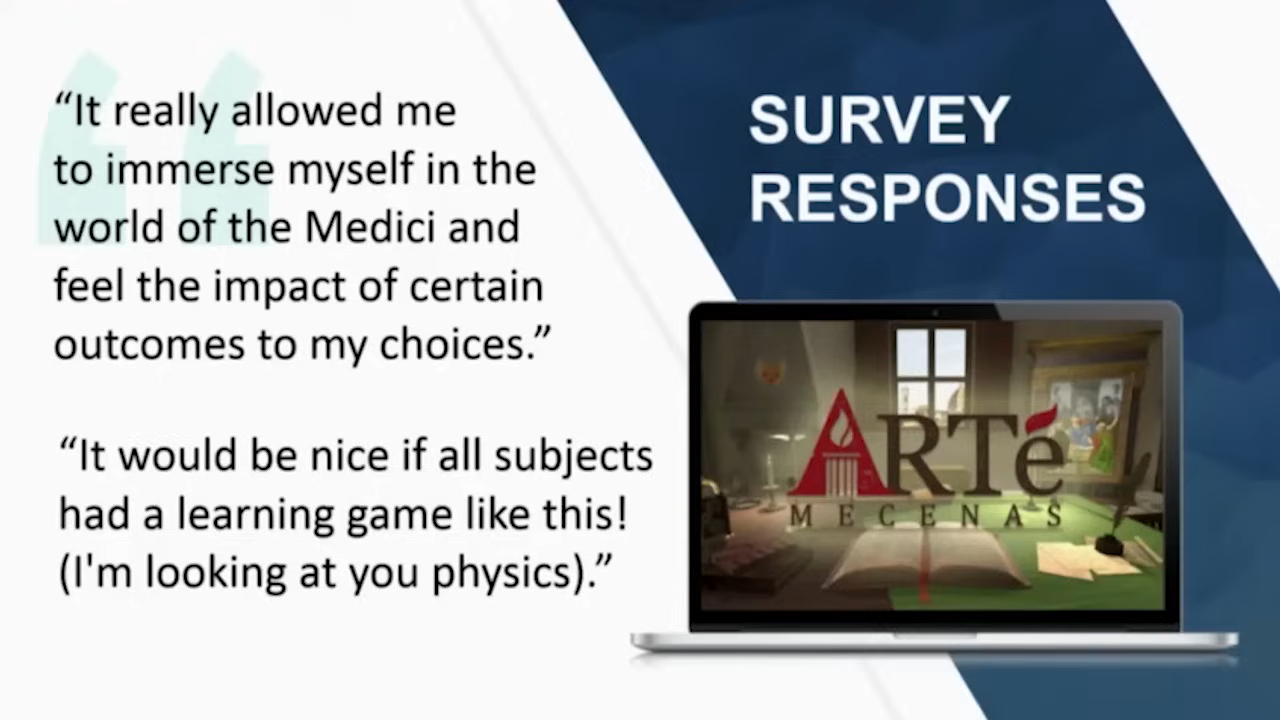 “It really allowed me
to immerse myself in the
world of the Medici and
feel the impact of certain
outcomes to my choices.”
“It would be nice if all subjects
had a learning game like this!
(I'm looking at you physics).”
SURVEY
RESPONSES
ARTé
MECENAS